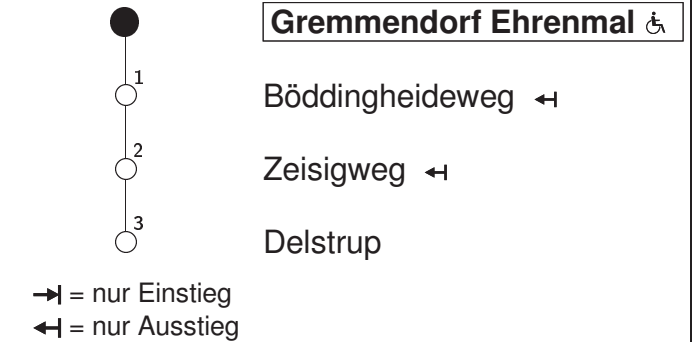 Gremmendorf Ehrenmal
1
Böddingheideweg
2
Zeisigweg
3
Delstrup
= nur Einstieg
= nur Ausstieg